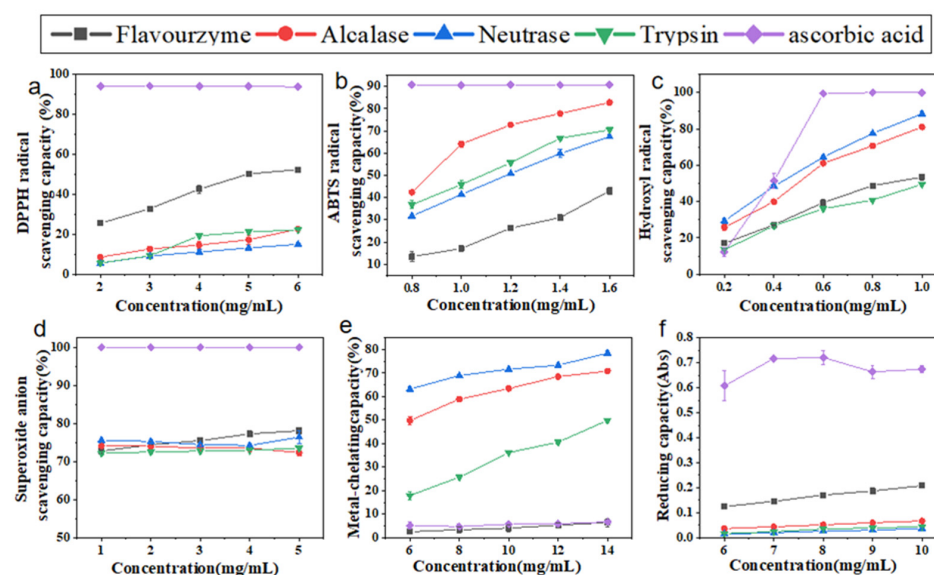 Flavourzyme Alcalase Neutrase Trypsin ascorbic acid
a
DPPH radical
scavenging capacity (%)
100
80
60
40
20
0
2 3 4 5 6
Concentration(mg/mL)
b
ABTS radical
scavenging capacity(%)
90
80
70
60
50
40
30
20
10
0.8 1.0 1.2 1.4 1.6
Concentration(mg/mL)
c
Hydroxyl radical
scavenging capacity(%)
100
80
60
40
20
0
0.2 0.4 0.6 0.8 1.0
Concentration(mg/mL)
d
Superoxide anion
scavenging capacity(%)
100
90
80
70
60
50
1 2 3 4 5
Concentration(mg/mL)
e
Metal-chelatingcapacity(%)
80
70
60
50
40
30
20
10
0
6 8 10 12 14
Concentration(mg/mL)
f
Reducing capacity(Abs)
0.8
0.7
0.6
0.5
0.4
0.3
0.2
0.1
0.0
6 7 8 9 10
Concentration(mg/mL)